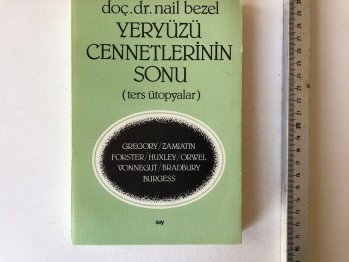 doç.dr.nail bezel
YERYÜZÜ
CENNETLERİNİN
SONU
(ters ütopyalar)
GREGORY/ZAMIATIN
FORSTER/HUXLEY/ORWEL
VONNEGUT/BRADBURY
BURGESS
say